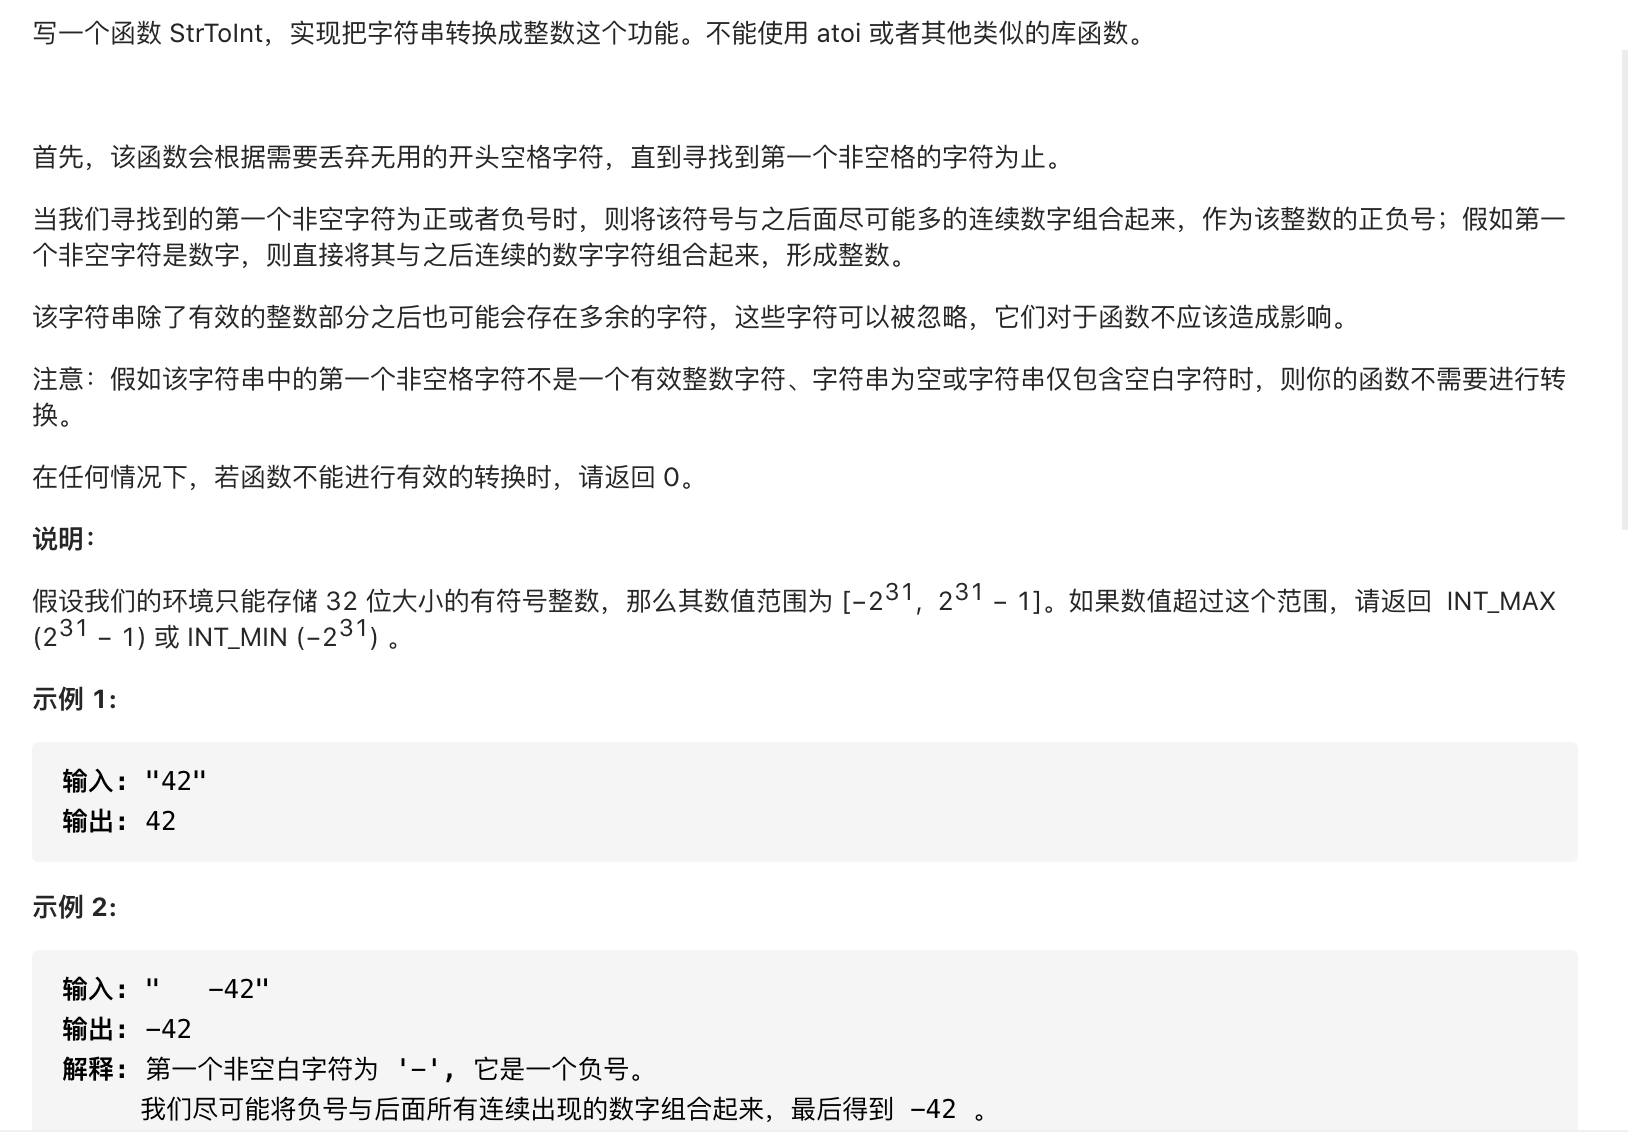 写一个函数 StrToInt，实现把字符串转换成整数这个功能。不能使用 atoi 或者其他类似的库函数。
首先，该函数会根据需要丢弃无用的开头空格字符，直到寻找到第一个非空格的字符为止。
当我们寻找到的第一个非空字符为正或者负号时，则将该符号与之后面尽可能多的连续数字组合起来，作为该整数的正负号；假如第一
个非空字符是数字，则直接将其与之后连续的数字字符组合起来，形成整数。
该字符串除了有效的整数部分之后也可能会存在多余的字符，这些字符可以被忽略，它们对于函数不应该造成影响。
注意：假如该字符串中的第一个非空格字符不是一个有效整数字符、字符串为空或字符串仅包含空白字符时，则你的函数不需要进行转
换。
在任何情况下，若函数不能进行有效的转换时，请返回 0。
说明：
假设我们的环境只能存储 32 位大小的有符号整数，那么其数值范围为 [−2^31, 2^31 − 1]。如果数值超过这个范围，请返回 INT_MAX
(2^31 − 1) 或 INT_MIN (−2^31) 。
示例 1:
输入: "42"
输出: 42
示例 2:
输入: "   -42"
输出: -42
解释: 第一个非空白字符为 '-', 它是一个负号。
我们尽可能将负号与后面所有连续出现的数字组合起来，最后得到 -42 。